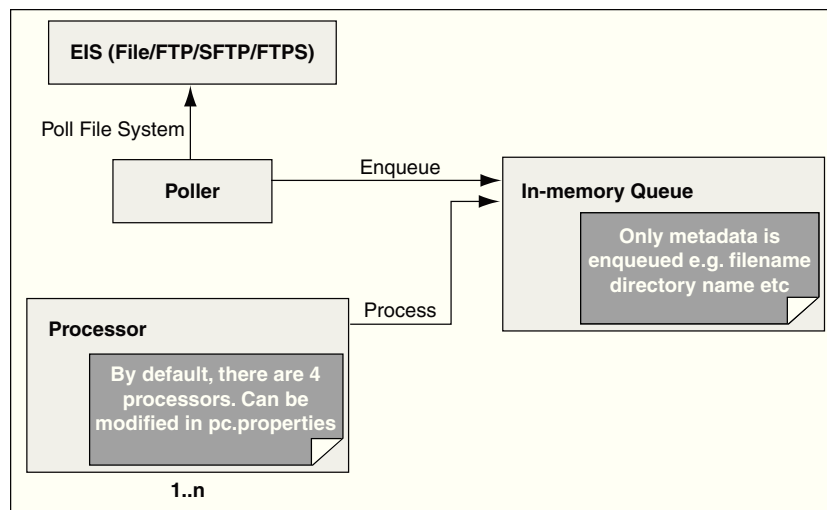 EIS (File/FTP/SFTP/FTPS)
Poll File System
Poller
Enqueue
In-memory Queue
Only metadata is
enqueued e.g. filename
directory name etc
Process
Processor
By default, there are 4
processors. Can be
modified in pc.properties
1..n